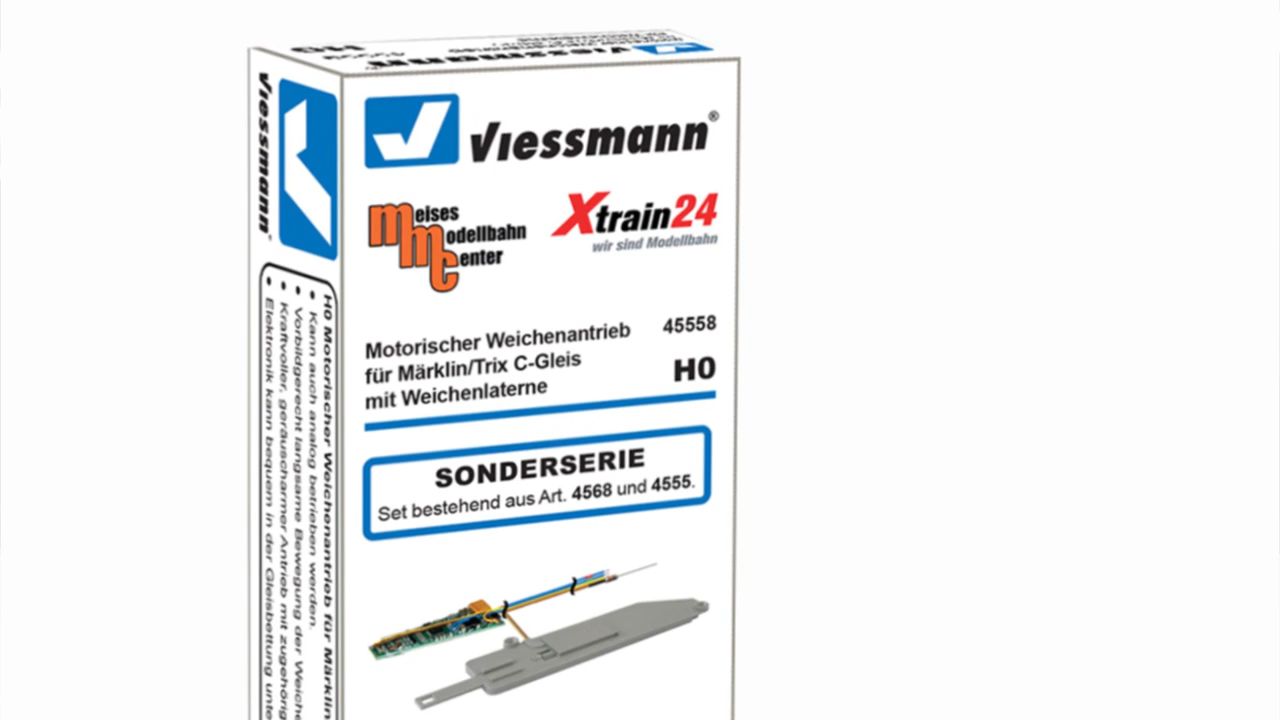 Viessmann
H0
Viessmann®
Viessmann®
Meises
Modellbahn
Center
Xtrain24
wir sind Modellbahn
Motorischer Weichenantrieb
für Märklin/Trix C-Gleis
mit Weichenlaterne
45558
H0
SONDERSERIE
Set bestehend aus Art. 4568 und 4555.
H0 Motorischer Weichenantrieb für Märklin
• Kann auch analog betrieben werden.
• Vorbildgerecht langsame Bewegung der Weiche
• Kraftvoller, geräuscharmer Antrieb mit zugehörig
• Elektronik kann bequem in der Gleisbettung unte